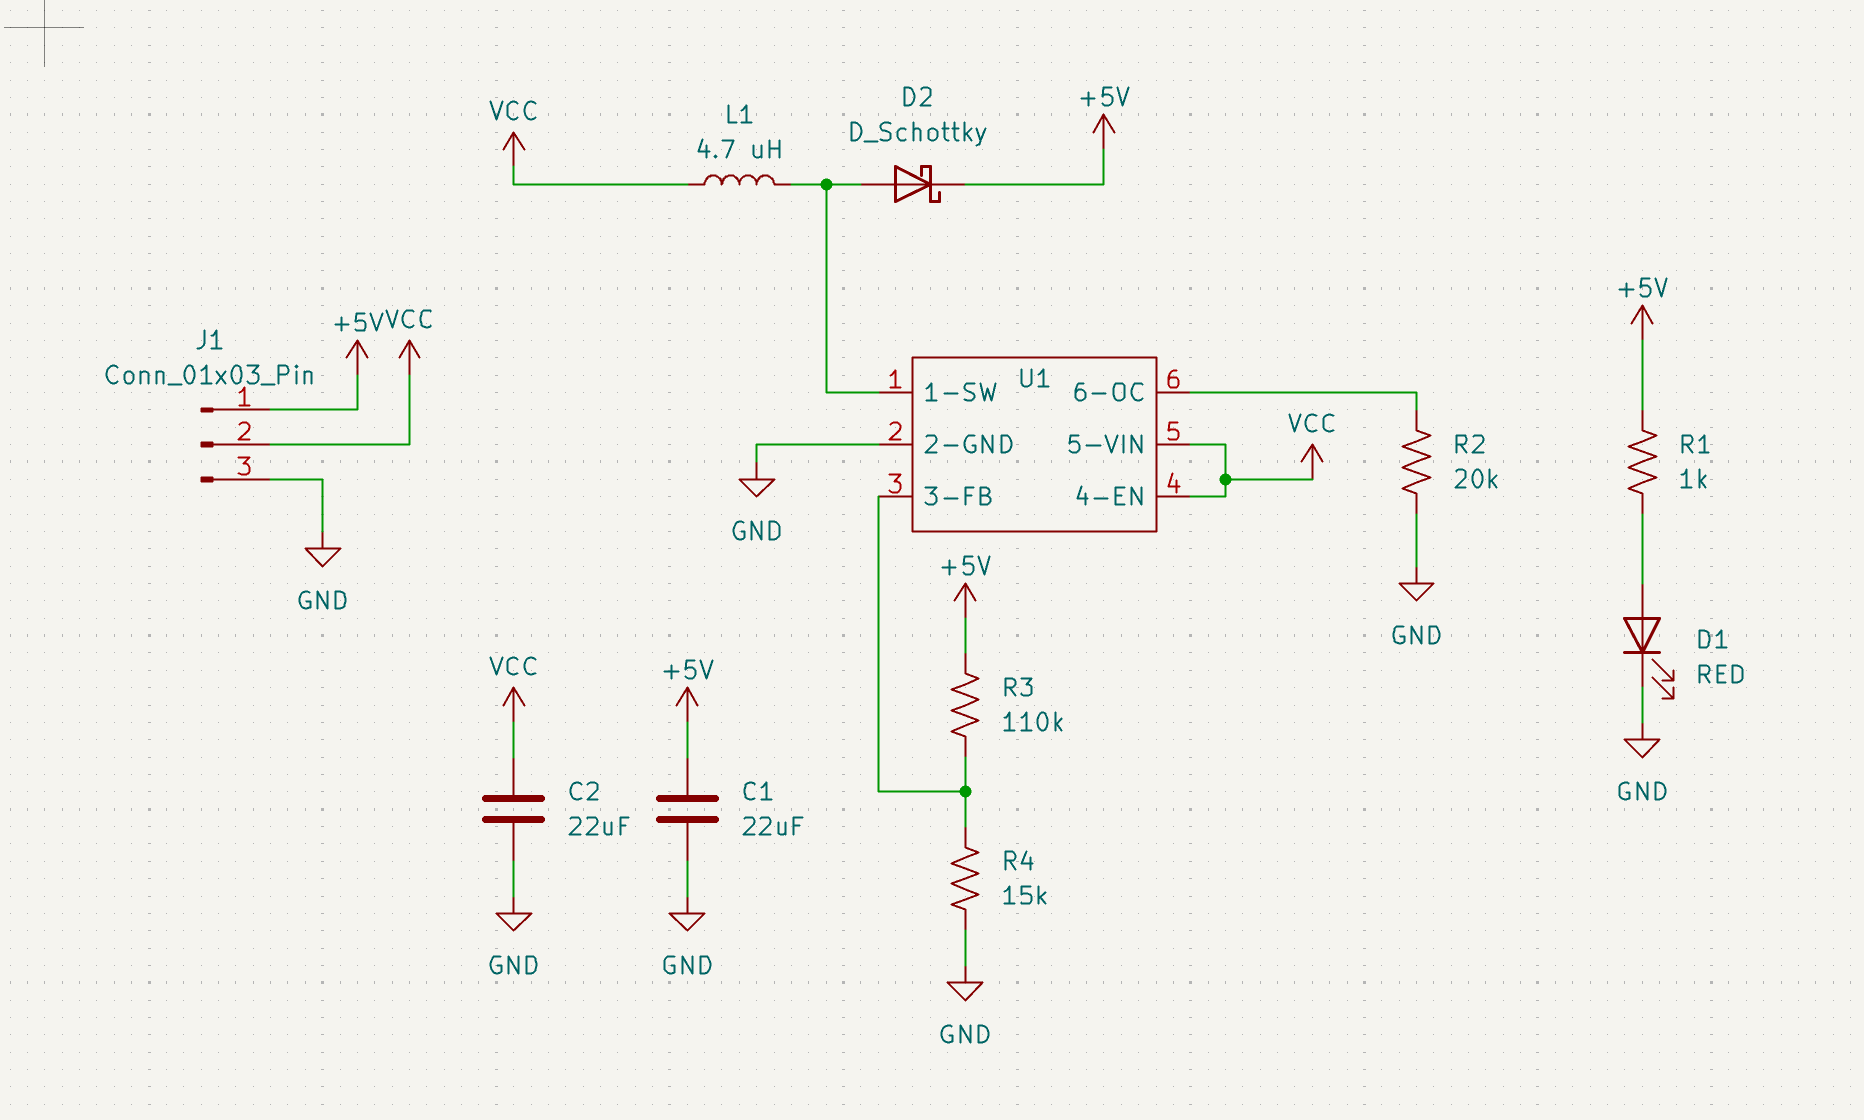 VCC
L1
4.7 uH
D2
D_Schottky
+5V
J1
Conn_01x03_Pin
+5V
VCC
1
2
3
GND
U1
1
1-SW
2
2-GND
3
3-FB
6-OC
6
5-VIN
5
4-EN
4
GND
VCC
R2
20k
GND
+5V
R1
1k
D1
RED
GND
VCC
C2
22uF
GND
+5V
C1
22uF
GND
+5V
R3
110k
R4
15k
GND